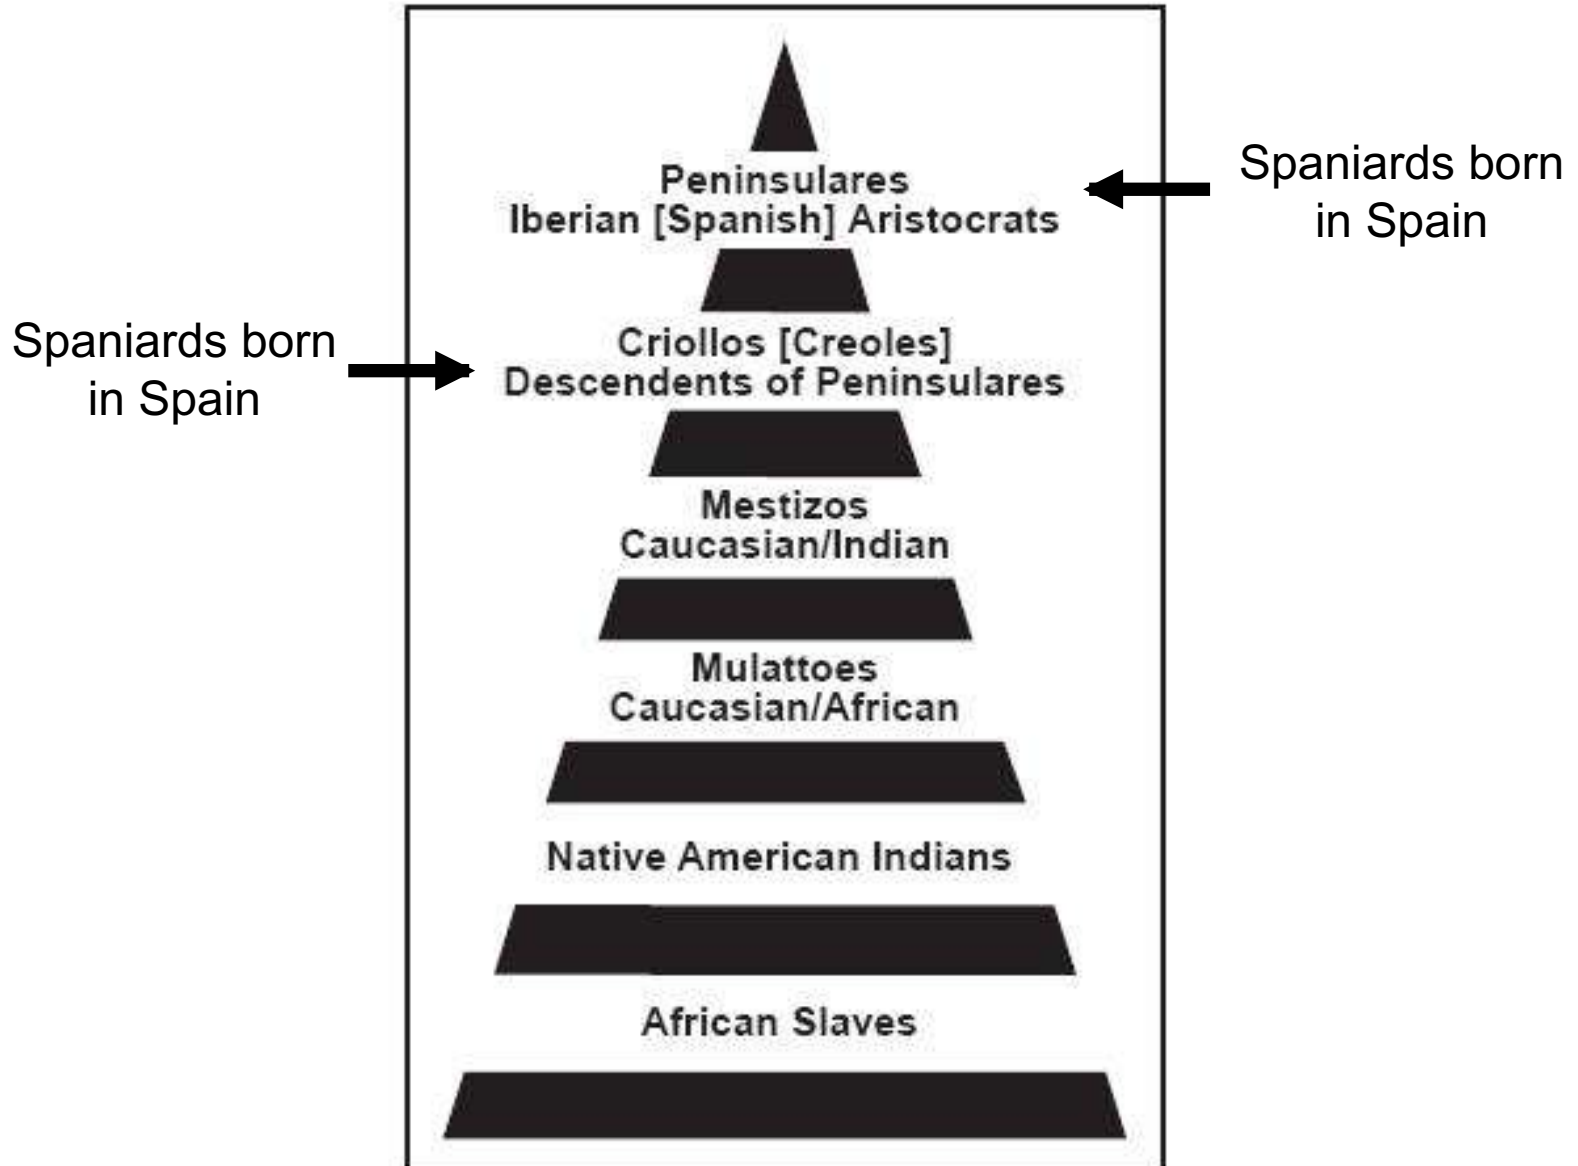 Peninsulares
Iberian [Spanish] Aristocrats
Spaniards born
in Spain
Spaniards born
in Spain
Criollos [Creoles]
Descendents of Peninsulares
Mestizos
Caucasian/Indian
Mulattoes
Caucasian/African
Native American Indians
African Slaves